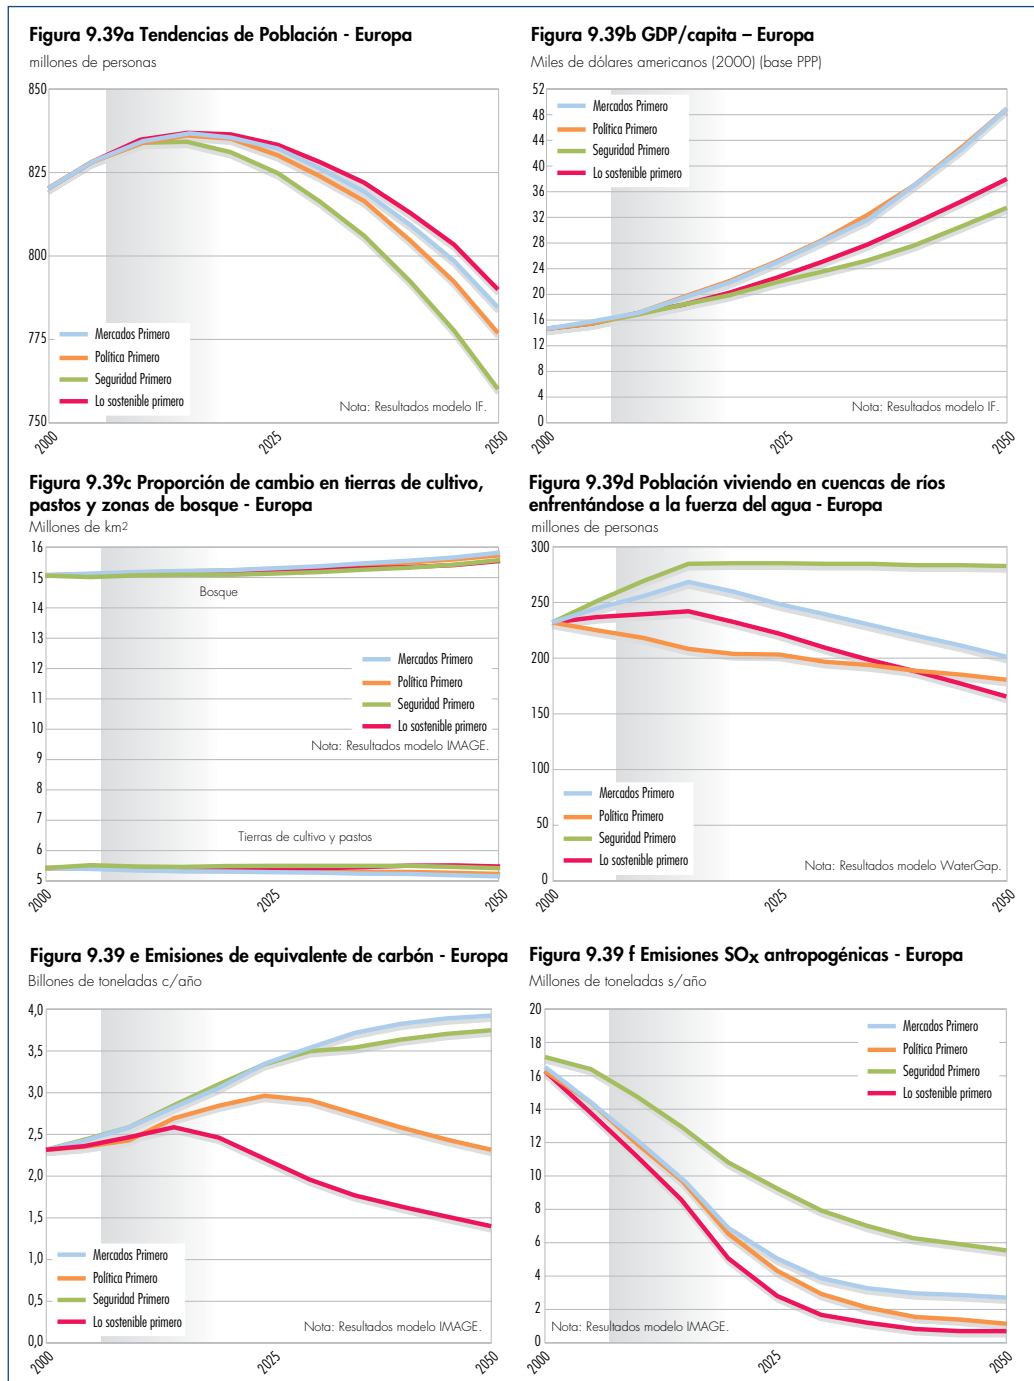 Figura 9.39a Tendencias de Población - Europa
millones de personas
850
825
800
775
750
Mercados Primero
Política Primero
Seguridad Primero
Lo sostenible primero
Nota: Resultados modelo IF.
2000
2025
2050
Figura 9.39b GDP/capita – Europa
Miles de dólares americanos (2000) (base PPP)
52
48
44
40
36
32
28
24
20
16
12
8
4
0
Mercados Primero
Política Primero
Seguridad Primero
Lo sostenible primero
Nota: Resultados modelo IF.
2000
2025
2050
Figura 9.39c Proporción de cambio en tierras de cultivo,
pastos y zonas de bosque - Europa
Millones de km2
16
15
14
13
12
11
10
9
8
7
6
5
Bosque
Mercados Primero
Política Primero
Seguridad Primero
Lo sostenible primero
Nota: Resultados modelo IMAGE.
Tierras de cultivo y pastos
2000
2025
2050
Figura 9.39d Población viviendo en cuencas de ríos
enfrentándose a la fuerza del agua - Europa
millones de personas
300
250
200
150
100
50
0
Mercados Primero
Política Primero
Seguridad Primero
Lo sostenible primero
Nota: Resultados modelo WaterGap.
2000
2025
2050
Figura 9.39 e Emisiones de equivalente de carbón - Europa
Billones de toneladas c/año
4,0
3,5
3,0
2,5
2,0
1,5
1,0
0,5
0,0
Mercados Primero
Política Primero
Seguridad Primero
Lo sostenible primero
Nota: Resultados modelo IMAGE.
2000
2025
2050
Figura 9.39 f Emisiones SOx antropogénicas - Europa
Millones de toneladas s/año
20
18
16
14
12
10
8
6
4
2
0
Mercados Primero
Política Primero
Seguridad Primero
Lo sostenible primero
Nota: Resultados modelo IMAGE.
2000
2025
2050